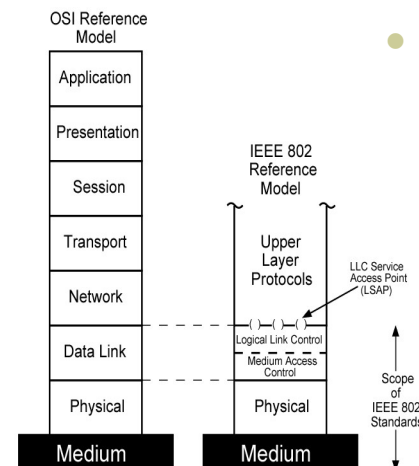 OSI Reference
Model
Application
Presentation
Session
Transport
Network
Data Link
Physical
Medium
IEEE 802
Reference
Model
Upper
Layer
Protocols
LLC Service
Access Point
(LSAP)
Logical Link Control
Medium Access
Control
Physical
Medium
Scope
of
IEEE 802
Standards